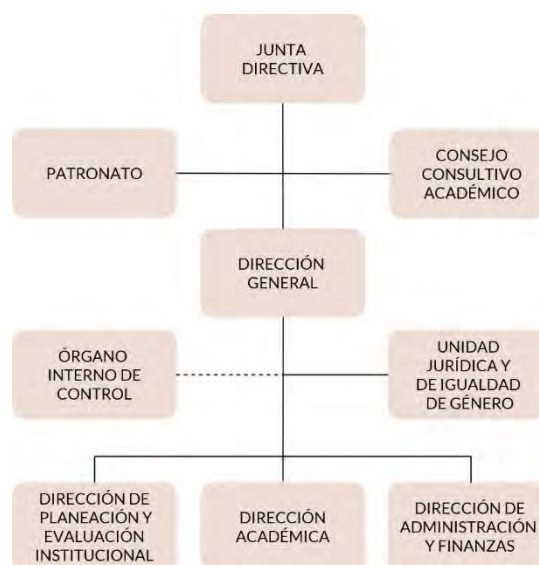 JUNTA
DIRECTIVA
PATRONATO
CONSEJO
CONSULTIVO
ACADÉMICO
DIRECCIÓN
GENERAL
ÓRGANO
INTERNO DE
CONTROL
UNIDAD
JURÍDICA Y
DE IGUALDAD
DE GÉNERO
DIRECCIÓN DE
PLANEACIÓN Y
EVALUACIÓN
INSTITUCIONAL
DIRECCIÓN
ACADÉMICA
DIRECCIÓN DE
ADMINISTRACIÓN
Y FINANZAS